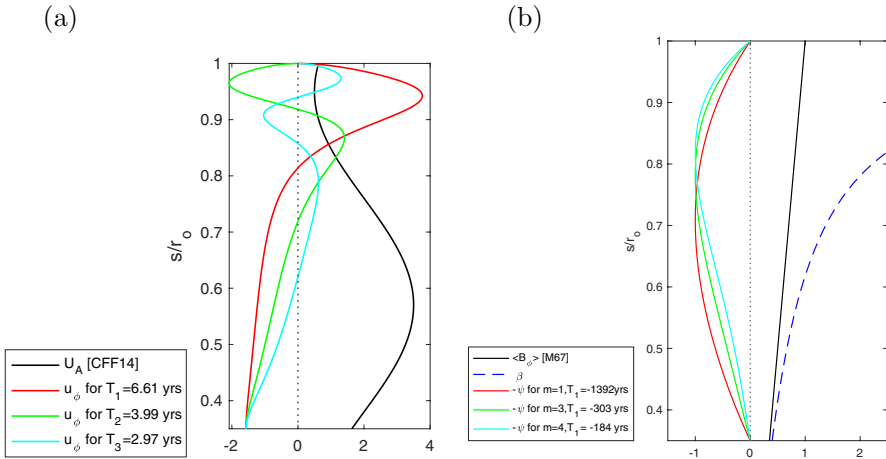 (a)
1
0.9
0.8
0.7
0.6
0.5
0.4
s/r_o
-2 0 2 4
U_A [CFF14]
u_ϕ for T_1=6.61 yrs
u_ϕ for T_2=3.99 yrs
u_ϕ for T_3=2.97 yrs
(b)
1
0.9
0.8
0.7
0.6
0.5
0.4
s/r_o
-1 0 1 2
<B_ϕ> [M67]
β
-ψ for m=1,T_1= -1392yrs
-ψ for m=3,T_1= -303 yrs
-ψ for m=4,T_1= -184 yrs